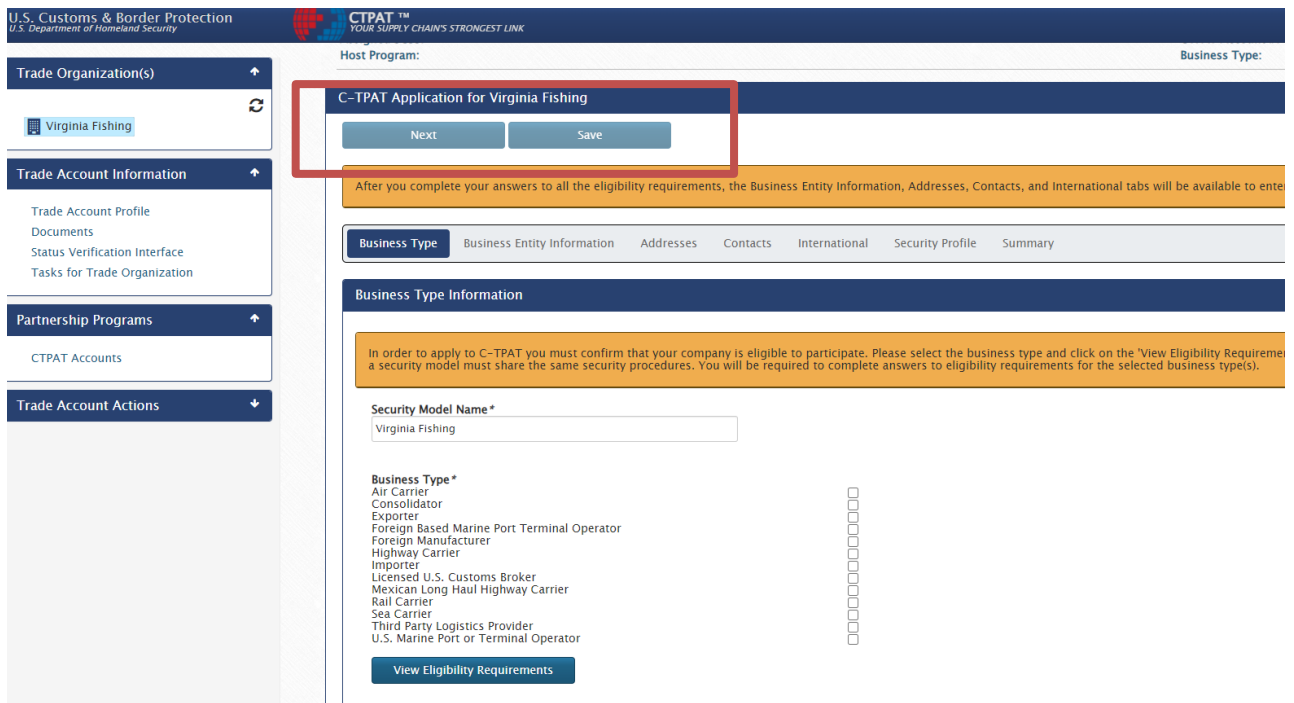 U.S. Customs & Border Protection
U.S. Department of Homeland Security
CTPAT ™
YOUR SUPPLY CHAIN'S STRONGEST LINK
Host Program:
Business Type:
Trade Organization(s)
Virginia Fishing
Trade Account Information
Trade Account Profile
Documents
Status Verification Interface
Tasks for Trade Organization
Partnership Programs
CTPAT Accounts
Trade Account Actions
C-TPAT Application for Virginia Fishing
Next Save
After you complete your answers to all the eligibility requirements, the Business Entity Information, Addresses, Contacts, and International tabs will be available to ente
Business Type Business Entity Information Addresses Contacts International Security Profile Summary
Business Type Information
In order to apply to C-TPAT you must confirm that your company is eligible to participate. Please select the business type and click on the 'View Eligibility Requireme
a security model must share the same security procedures. You will be required to complete answers to eligibility requirements for the selected business type(s).
Security Model Name*
Virginia Fishing
Business Type*
Air Carrier
Consolidator
Exporter
Foreign Based Marine Port Terminal Operator
Foreign Manufacturer
Highway Carrier
Importer
Licensed U.S. Customs Broker
Mexican Long Haul Highway Carrier
Rail Carrier
Sea Carrier
Third Party Logistics Provider
U.S. Marine Port or Terminal Operator
View Eligibility Requirements